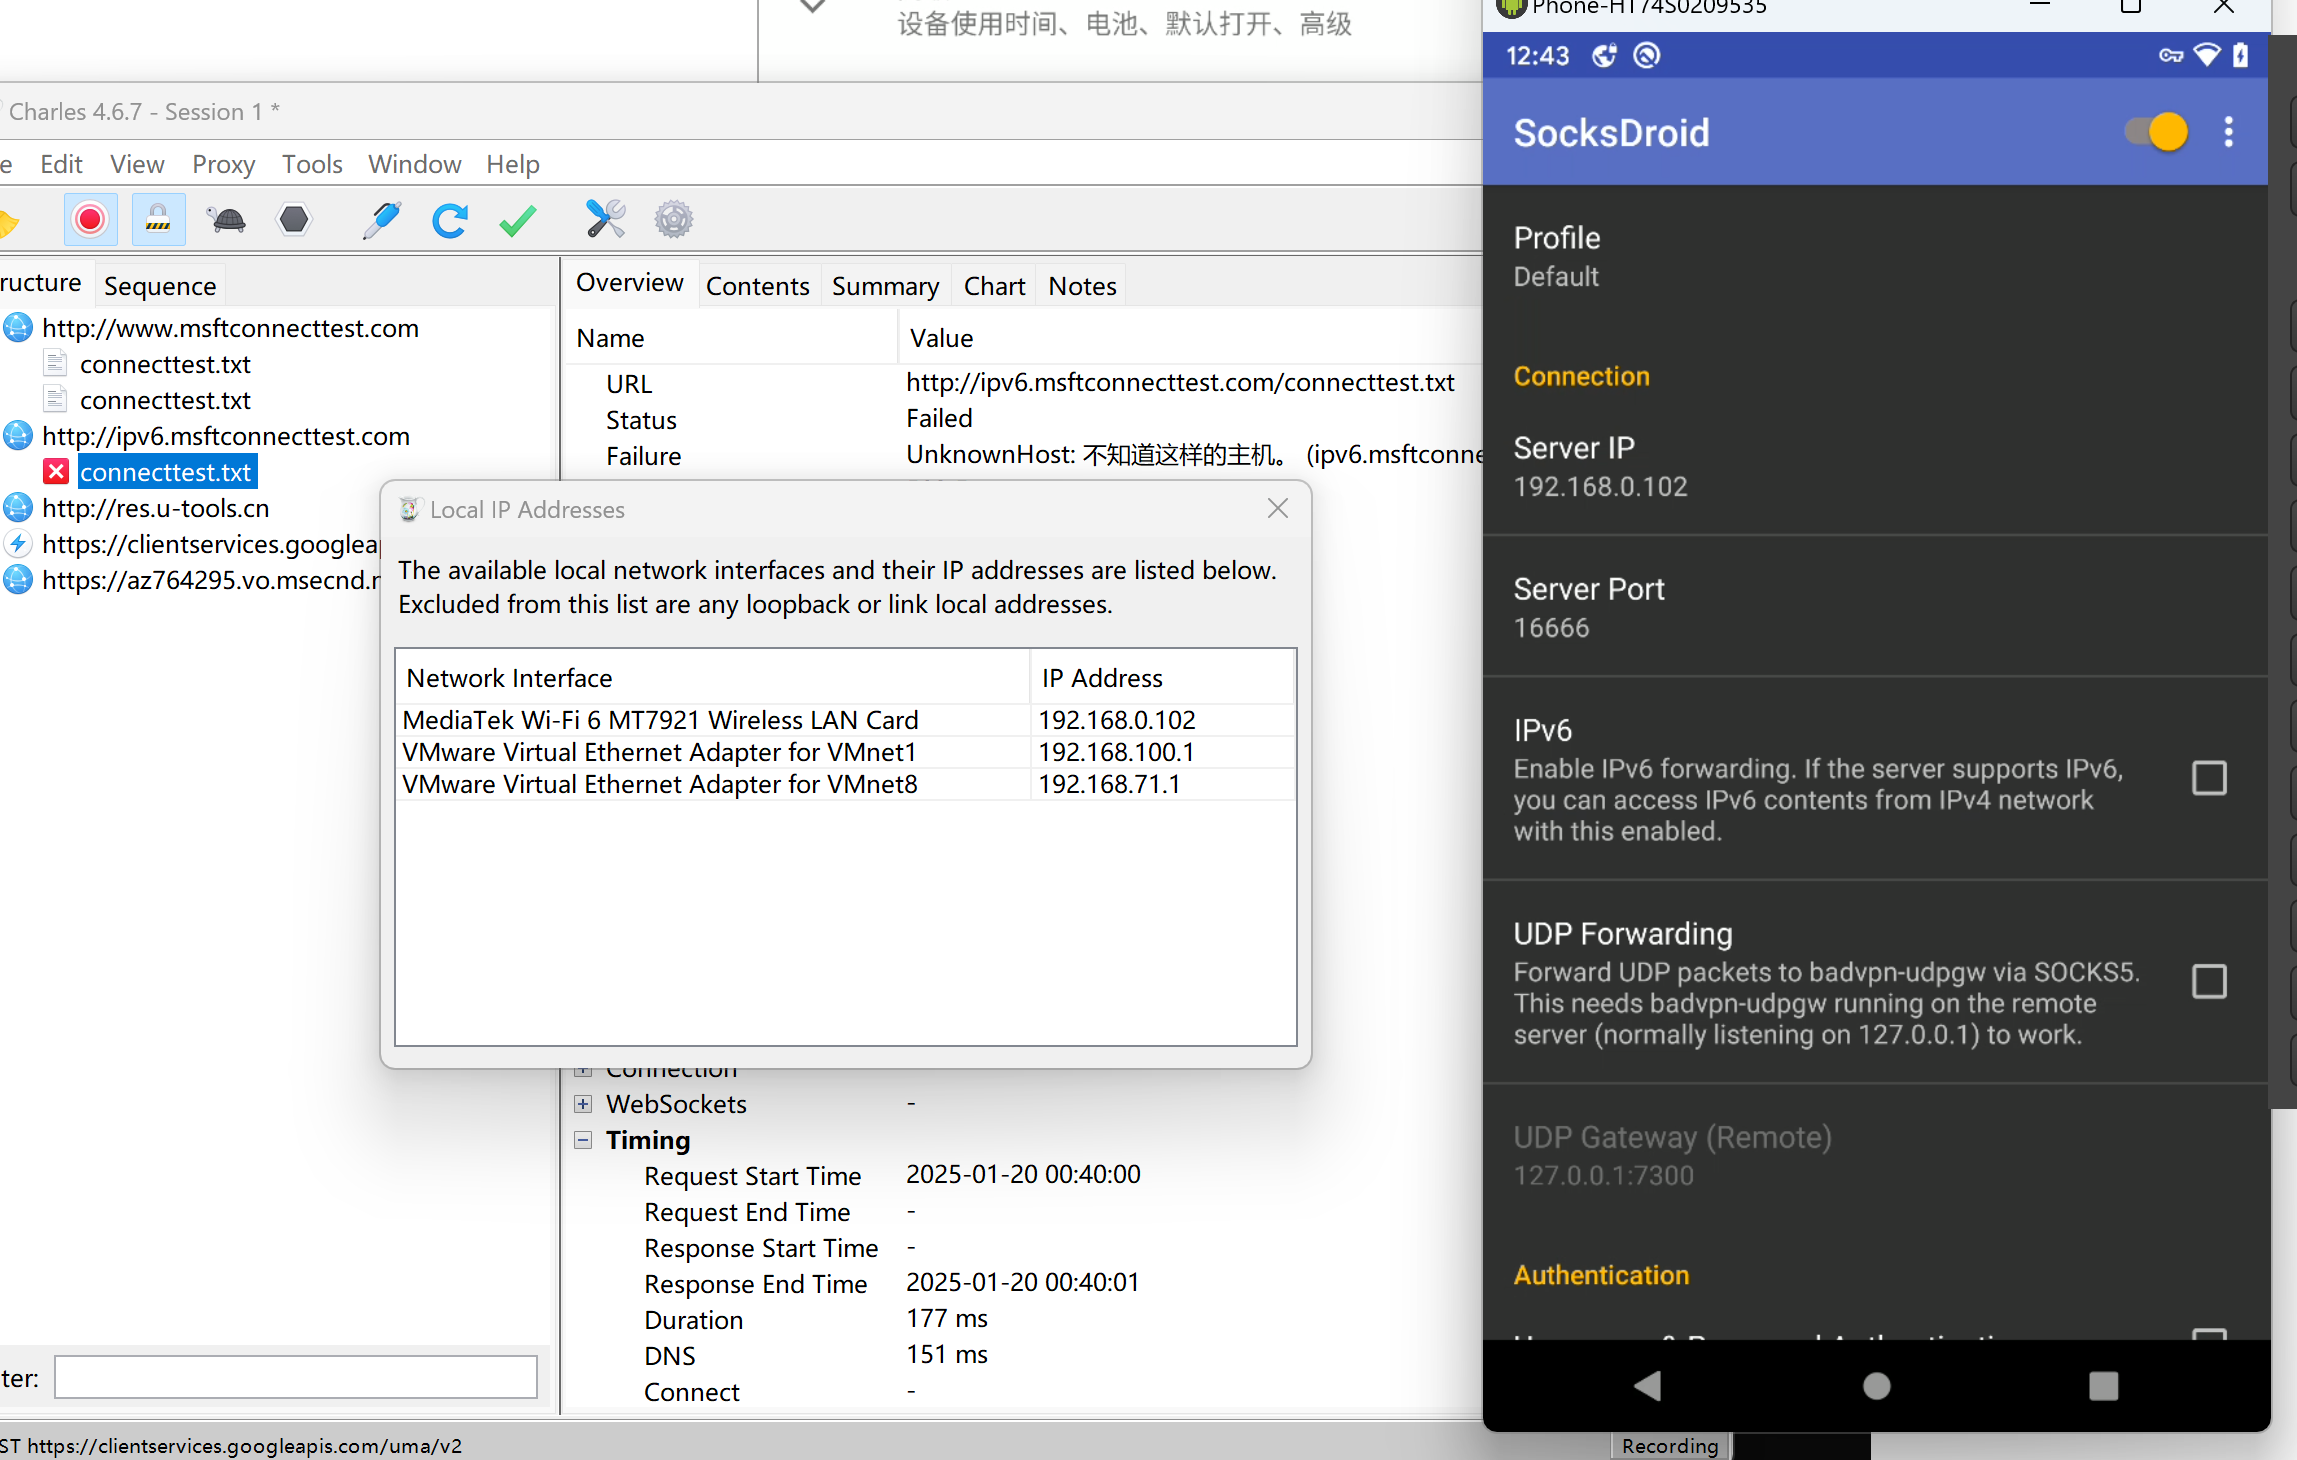 设备使用时间、电池、默认打开、高级
Charles 4.6.7 - Session 1 *
e Edit View Proxy Tools Window Help
ructure Sequence
http://www.msftconnecttest.com
connecttest.txt
connecttest.txt
http://ipv6.msftconnecttest.com
connecttest.txt
http://res.u-tools.cn
https://clientservices.googleap
https://az764295.vo.msecnd.n
ter:
ST https://clientservices.googleapis.com/uma/v2
Recording
Overview Contents Summary Chart Notes
Name Value
URL http://ipv6.msftconnecttest.com/connecttest.txt
Status Failed
Failure UnknownHost: 不知道这样的主机。 (ipv6.msftconne
Local IP Addresses
The available local network interfaces and their IP addresses are listed below.
Excluded from this list are any loopback or link local addresses.
Network Interface IP Address
MediaTek Wi-Fi 6 MT7921 Wireless LAN Card 192.168.0.102
VMware Virtual Ethernet Adapter for VMnet1 192.168.100.1
VMware Virtual Ethernet Adapter for VMnet8 192.168.71.1
Connection
WebSockets -
Timing
Request Start Time 2025-01-20 00:40:00
Request End Time -
Response Start Time -
Response End Time 2025-01-20 00:40:01
Duration 177 ms
DNS 151 ms
Connect -
Phone-HT74S0209535
12:43
SocksDroid
Profile
Default
Connection
Server IP
192.168.0.102
Server Port
16666
IPv6
Enable IPv6 forwarding. If the server supports IPv6,
you can access IPv6 contents from IPv4 network
with this enabled.
UDP Forwarding
Forward UDP packets to badvpn-udpgw via SOCKS5.
This needs badvpn-udpgw running on the remote
server (normally listening on 127.0.0.1) to work.
UDP Gateway (Remote)
127.0.0.1:7300
Authentication